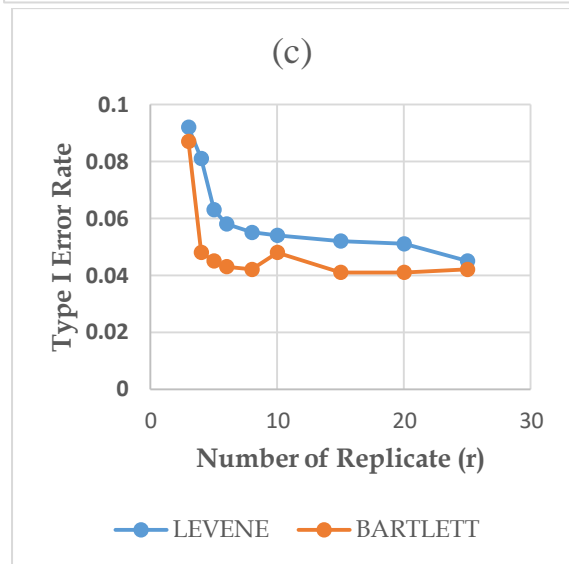 (c)
0.1
0.08
0.06
0.04
0.02
0
0 10 20 30
Type I Error Rate
Number of Replicate (r)
LEVENE BARTLETT